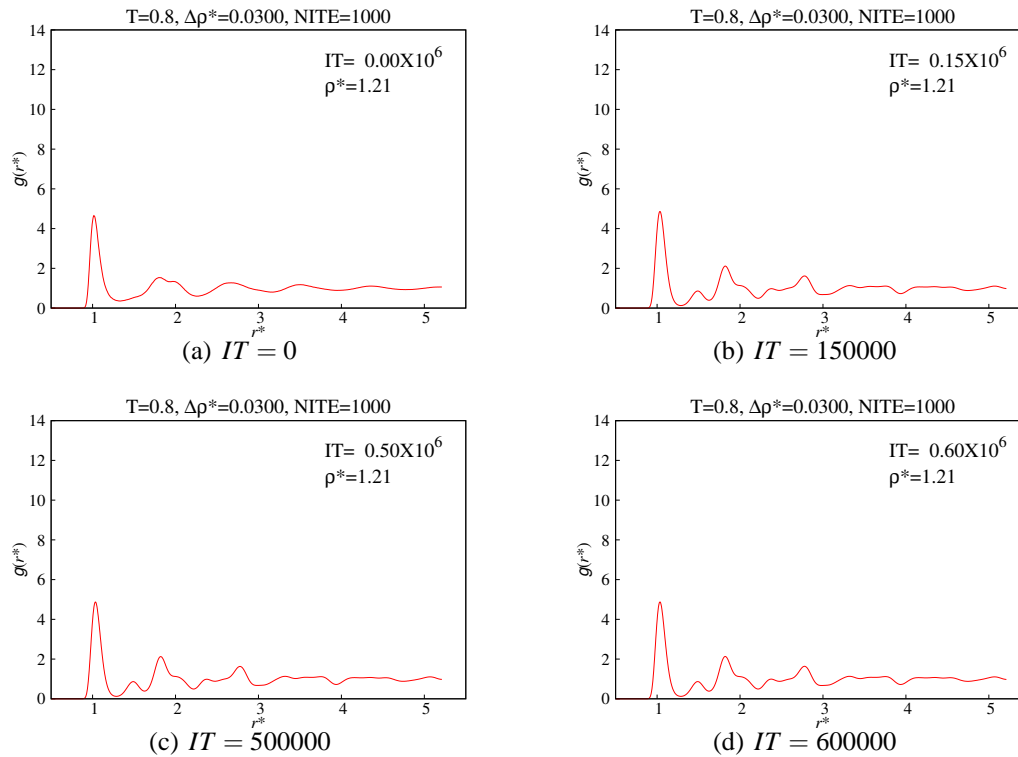 T=0.8, Δρ*=0.0300, NITE=1000
IT= 0.00X10^6
ρ*=1.21
g(r*)
14
12
10
8
6
4
2
0
1 2 3 4 5
r*
(a) IT = 0
T=0.8, Δρ*=0.0300, NITE=1000
IT= 0.15X10^6
ρ*=1.21
g(r*)
14
12
10
8
6
4
2
0
1 2 3 4 5
r*
(b) IT = 150000
T=0.8, Δρ*=0.0300, NITE=1000
IT= 0.50X10^6
ρ*=1.21
g(r*)
14
12
10
8
6
4
2
0
1 2 3 4 5
r*
(c) IT = 500000
T=0.8, Δρ*=0.0300, NITE=1000
IT= 0.60X10^6
ρ*=1.21
g(r*)
14
12
10
8
6
4
2
0
1 2 3 4 5
r*
(d) IT = 600000